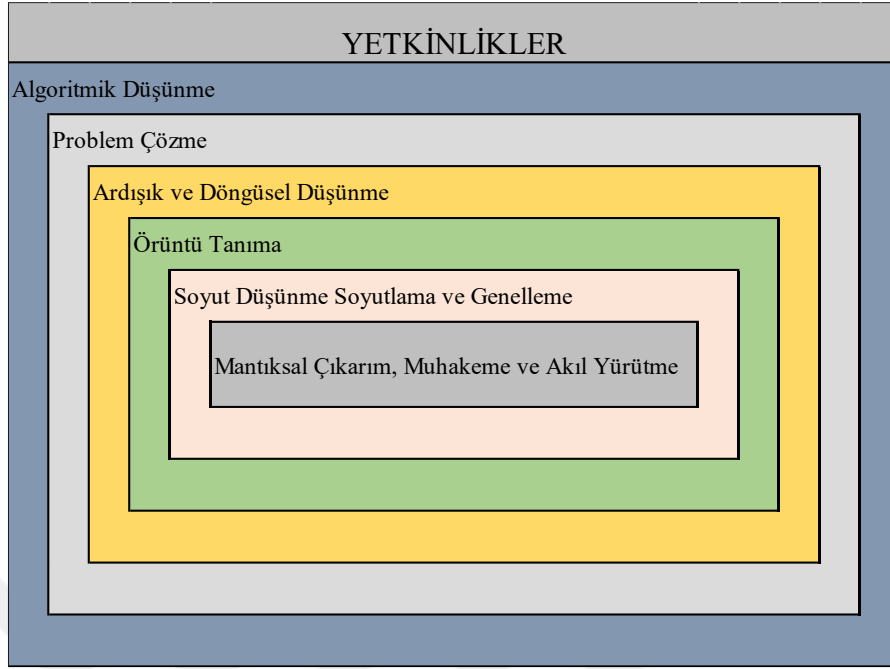 YETKİNLİKLER
Algoritmik Düşünme
Problem Çözme
Ardışık ve Döngüsel Düşünme
Örüntü Tanıma
Soyut Düşünme Soyutlama ve Genelleme
Mantıksal Çıkarım, Muhakeme ve Akıl Yürütme